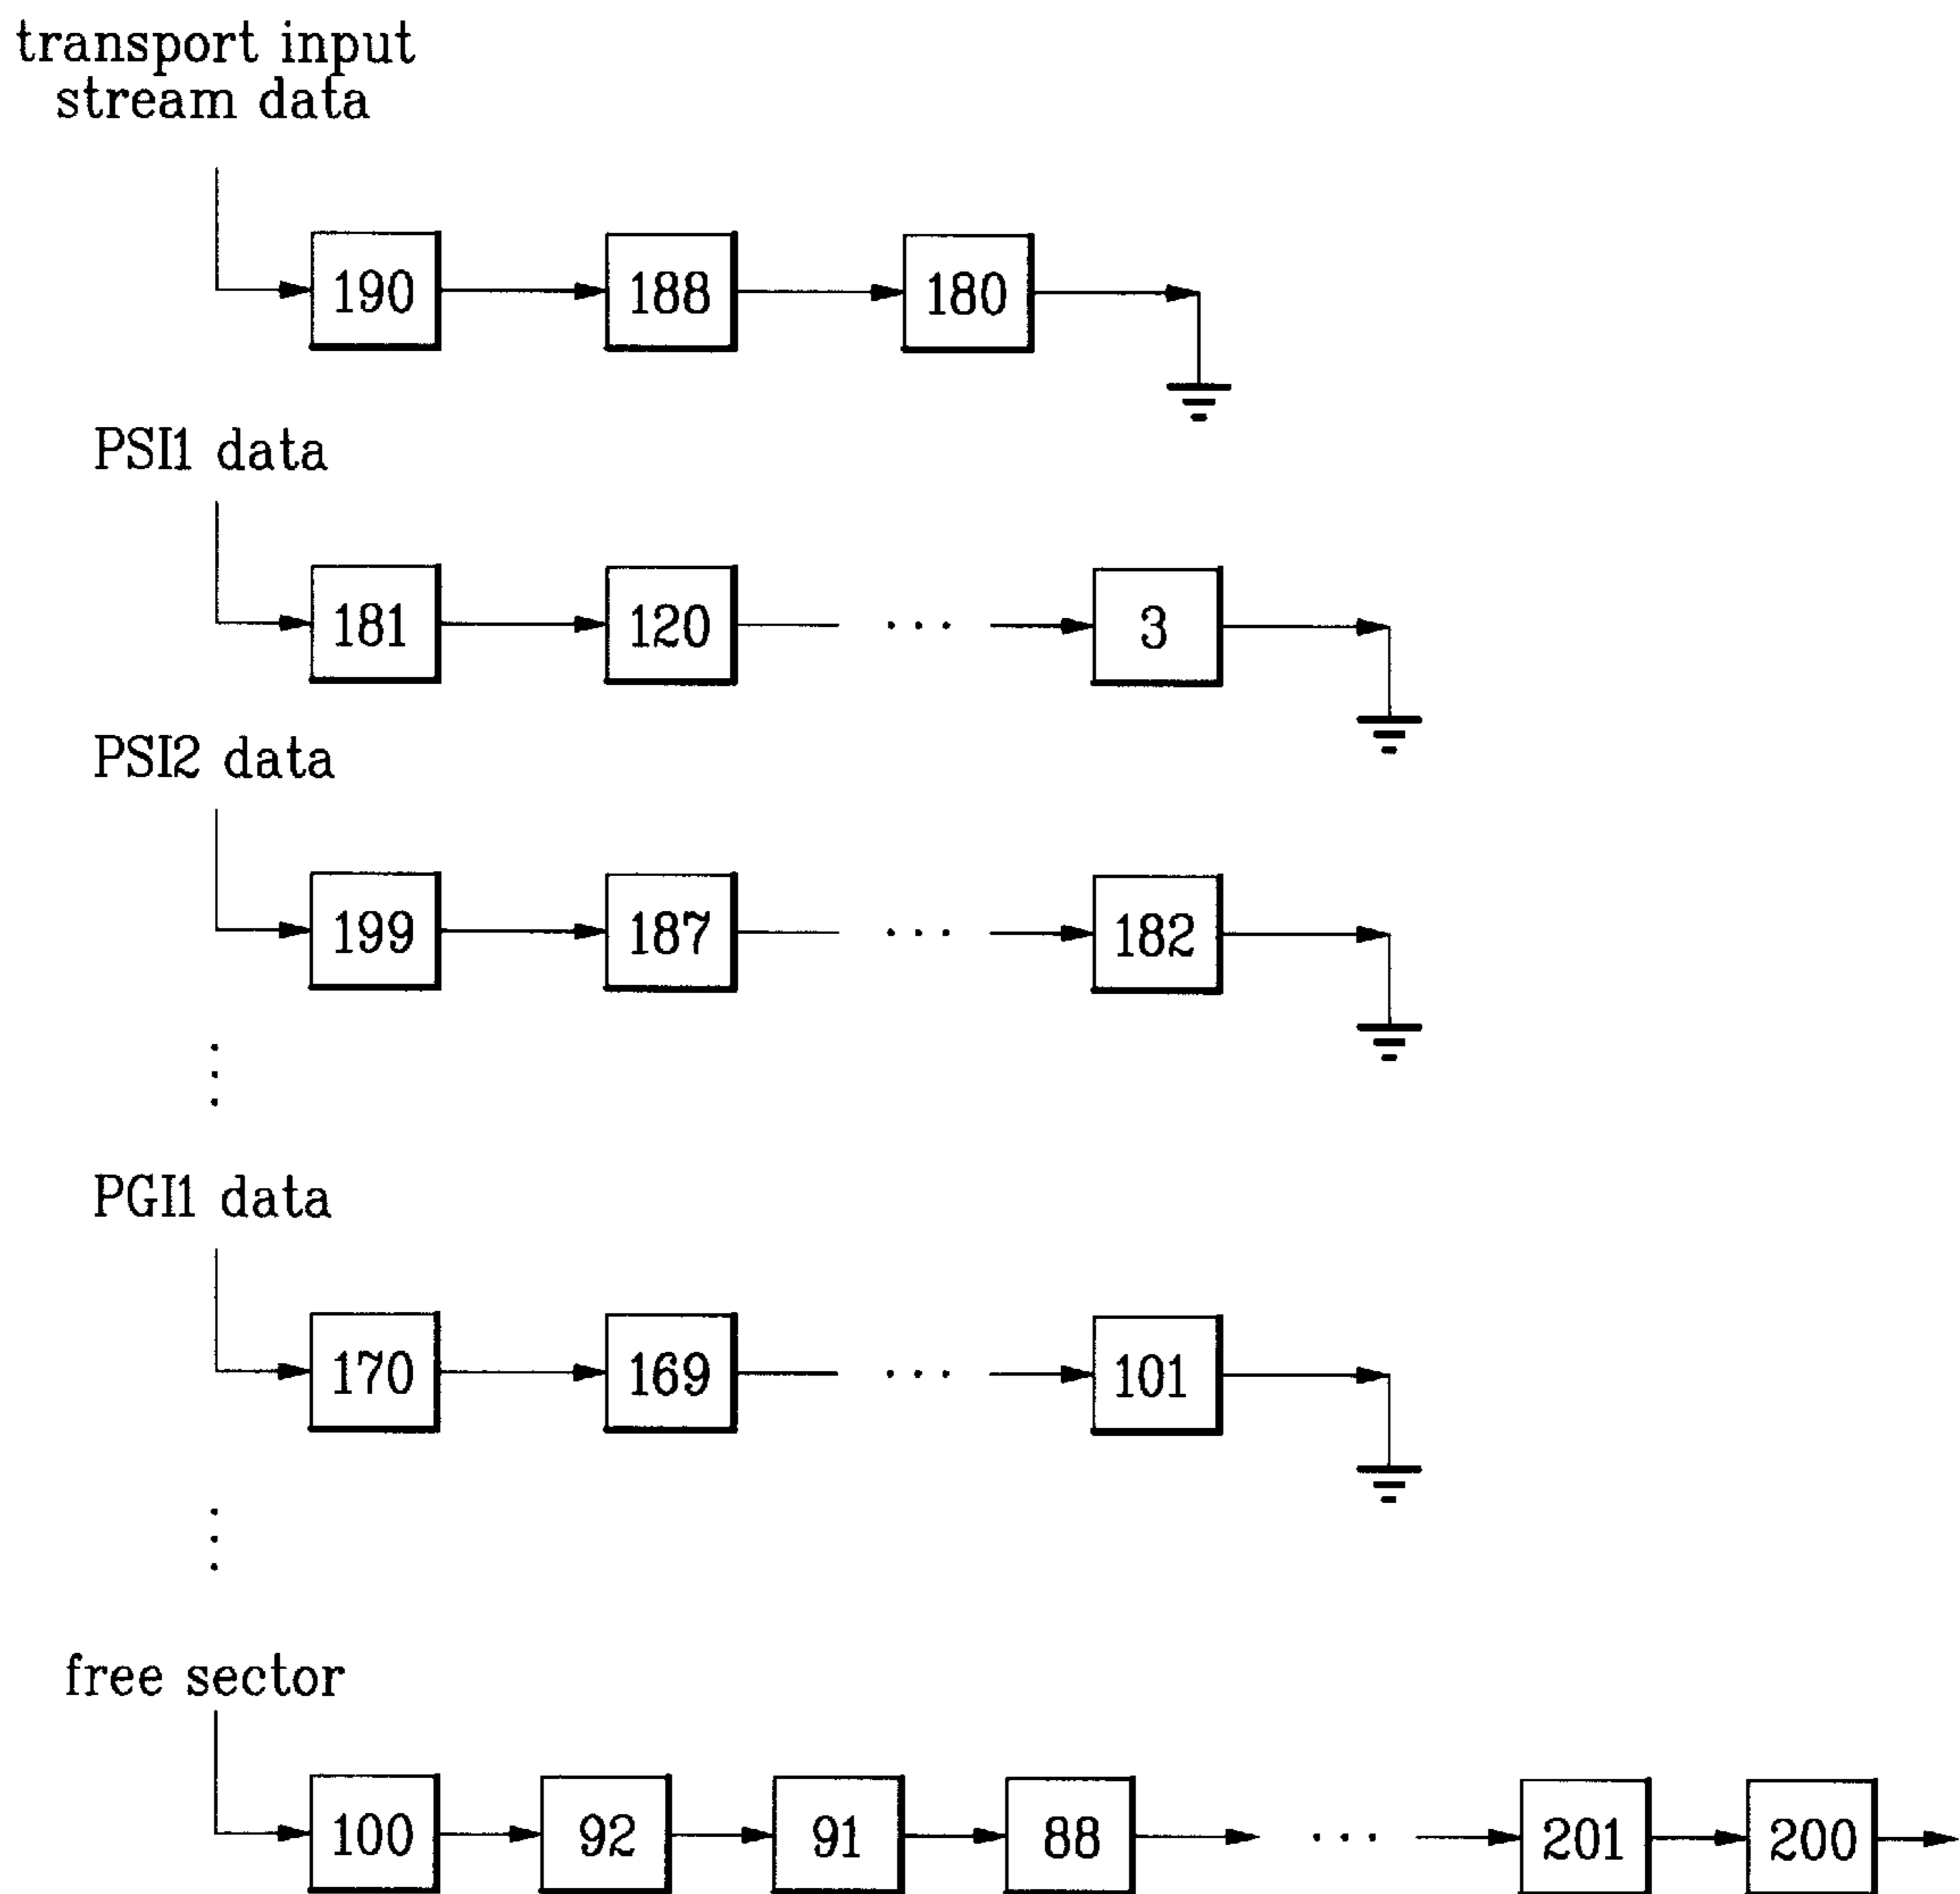 transport input
stream data
190 188 180
PSI1 data
181 120 ... 3
PSI2 data
199 187 ... 182
PGI1 data
170 169 ... 101
free sector
100 92 91 88 ... 201 200